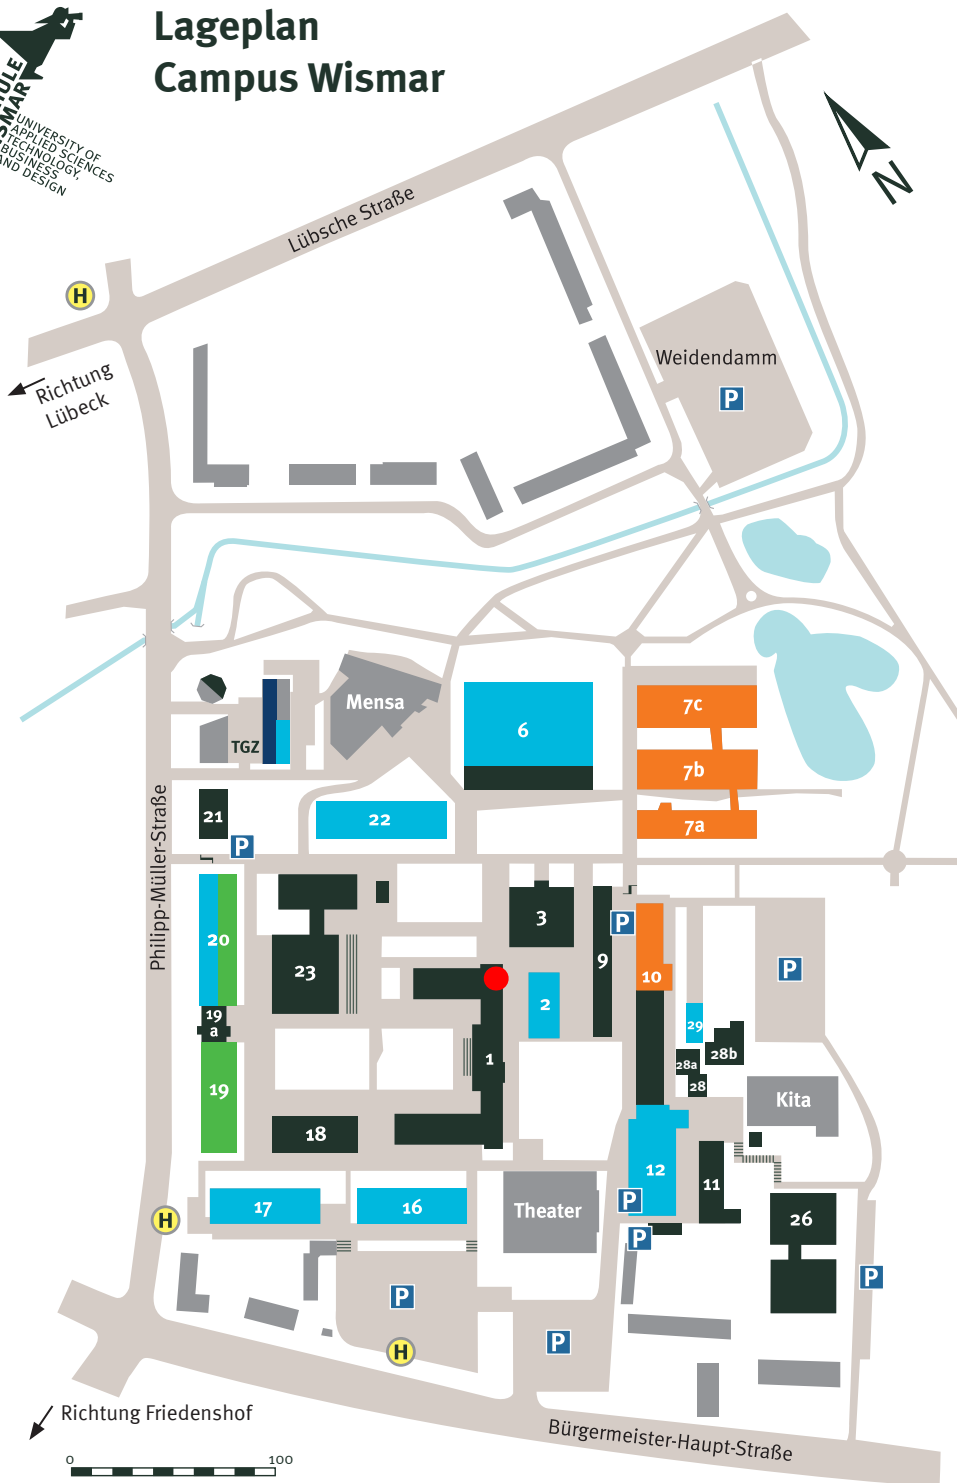 Lageplan
Campus Wismar
UNIVERSITY OF
APPLIED SCIENCES
TECHNOLOGY,
BUSINESS
AND DESIGN
Lübsche Straße
H
Richtung
Lübeck
N
Weidendamm
P
Mensa
TGZ
6
7c
7b
7a
21
P
22
Philipp-Müller-Straße
20
23
3
9
P
10
P
2
19
a
1
29
28a
28b
28
19
18
Kita
12
11
17
16
Theater
P
26
H
P
P
P
P
H
Richtung Friedenshof
Bürgermeister-Haupt-Straße
0
100